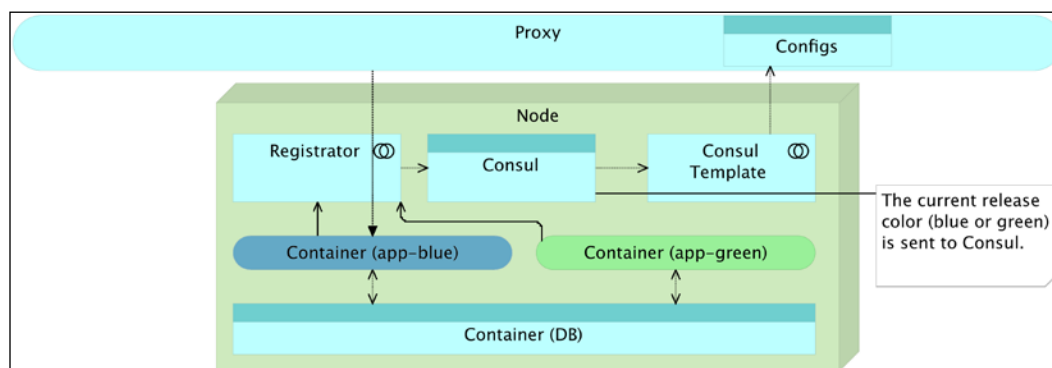 Proxy
Configs
Node
Registrator
Consul
Consul
Template
The current release
color (blue or green)
is sent to Consul.
Container (app-blue)
Container (app-green)
Container (DB)